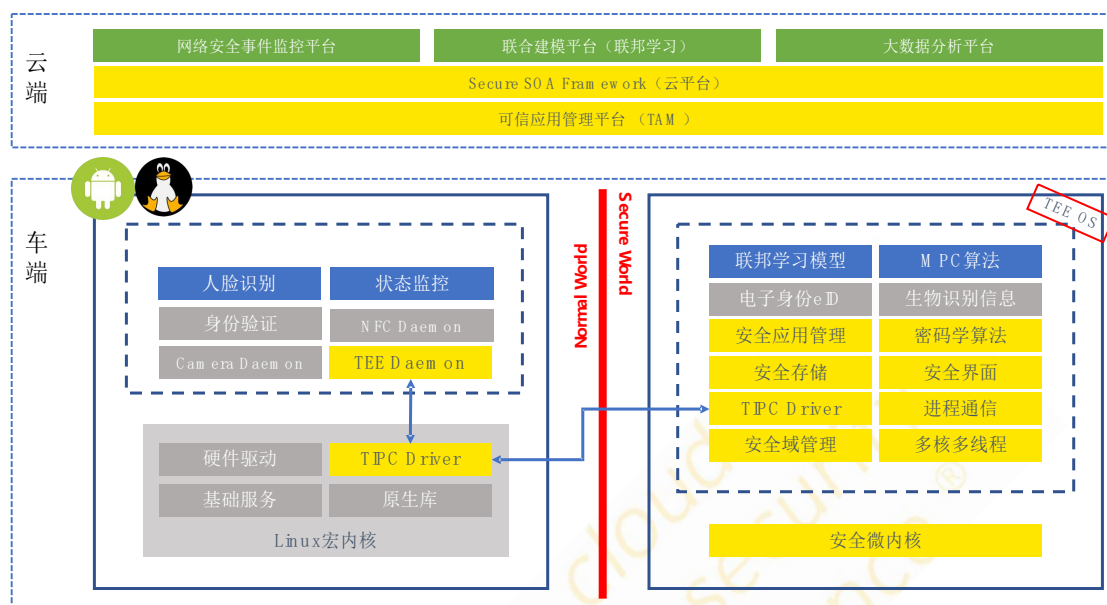 云端
网络安全事件监控平台
联合建模平台（联邦学习）
大数据分析平台
Secure SOA Framework（云平台）
可信应用管理平台（TAM）
车端
人脸识别
状态监控
身份验证
NFC Daemon
Camera Daemon
TEE Daemon
硬件驱动
TIPC Driver
基础服务
原生库
Linux宏内核
Normal World
Secure World
TEE OS
联邦学习模型
MPC算法
电子身份eID
生物识别信息
安全应用管理
密码学算法
安全存储
安全界面
TIPC Driver
进程通信
安全域管理
多核多线程
安全微内核
cloud
securi
ance
®